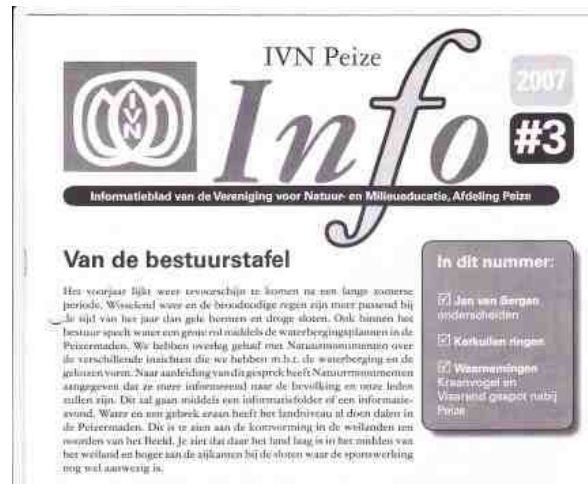 IVN Peize
Info
2007
#3
IVN
Informatieblad van de Vereniging voor Natuur- en Milieueducatie, Afdeling Peize
Van de bestuurstafel
Het voorjaar lijkt weer tevoorschijn te komen na een lange zomerse
periode. Wisselend weer en de broodnodige regen zijn meer passend bij
de tijd van het jaar dan gele bermen en droge sloten. Ook binnen het
bestuur speelt water een grote rol middels de waterbergingsplannen in de
Peizermaden. We hebben overleg gehad met Natuurmonumenten over
de verschillende inzichten die we hebben m.b.t. de waterberging en de
gekozen vorm. Naar aanleiding van dit gesprek heeft Natuurmonumenten
aangegeven dat ze meer informerend naar de bevolking en onze leden
zullen zijn. Dit zal gaan middels een informatiefolder of een informatie-
avond. Water en een gebrek eraan heeft het landniveau al doen dalen in
de Peizermaden. Dit is te zien aan de komvorming in de weilanden ten
noorden van het Beeld. Je ziet dat daar het land laag is in het midden van
het weiland en hoger aan de zijkanten bij de sloten waar de sponswerking
nog wel aanwezig is.
In dit nummer:
Jan van Bergen
onderscheiden
Kerkuilen ringen
Waarnemingen
Kraanvogel en
Visarend gespot nabij
Peize